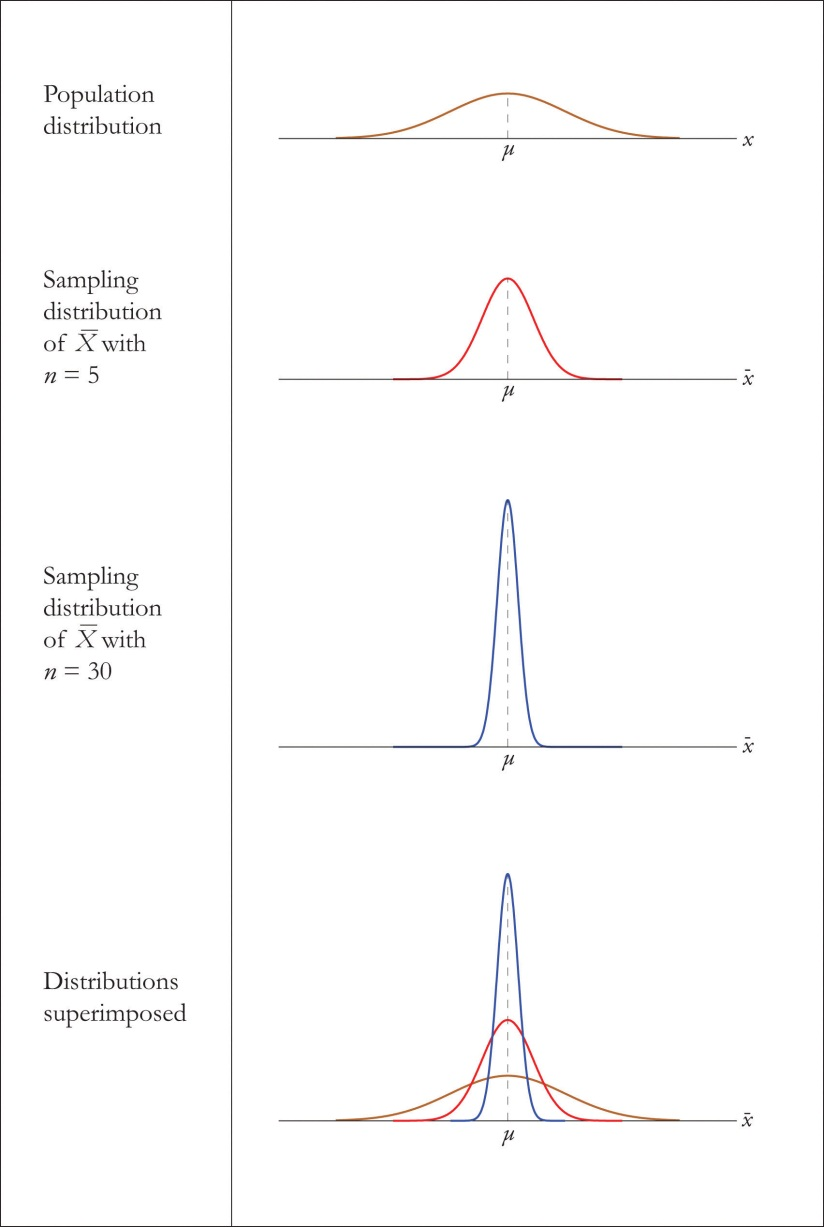 Population
distribution
x
μ
Sampling
distribution
of X̅ with
n = 5
x̄
μ
Sampling
distribution
of X̅ with
n = 30
x̄
μ
Distributions
superimposed
x̄
μ